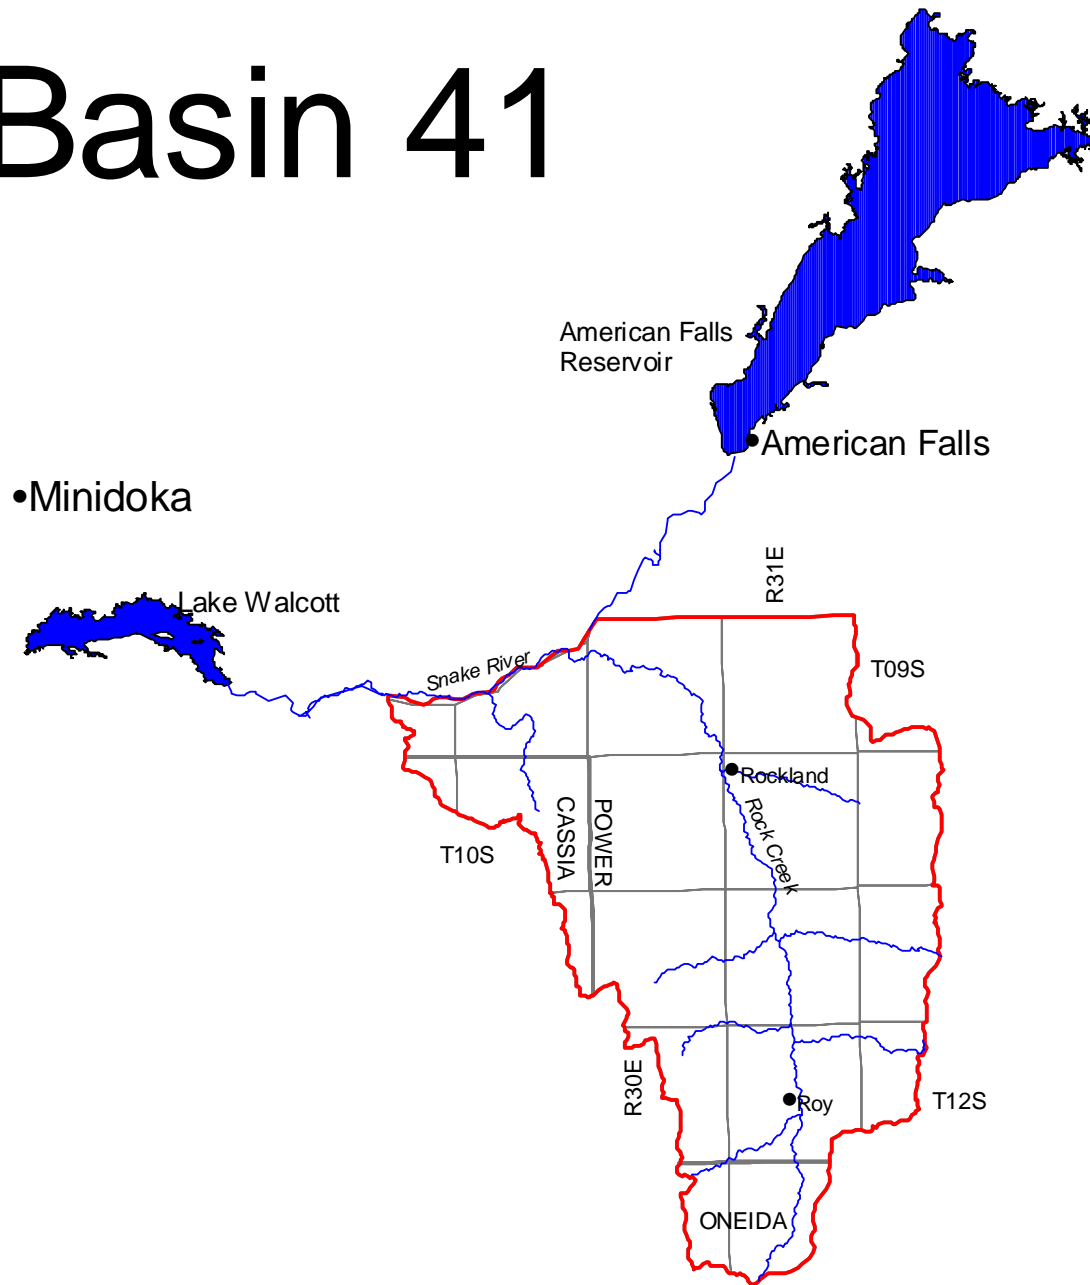 Basin 41
American Falls
Reservoir
American Falls
Minidoka
Lake Walcott
R31E
Snake River
T09S
Rockland
Rock Creek
CASSIA
POWER
T10S
R30E
Roy
T12S
ONEIDA